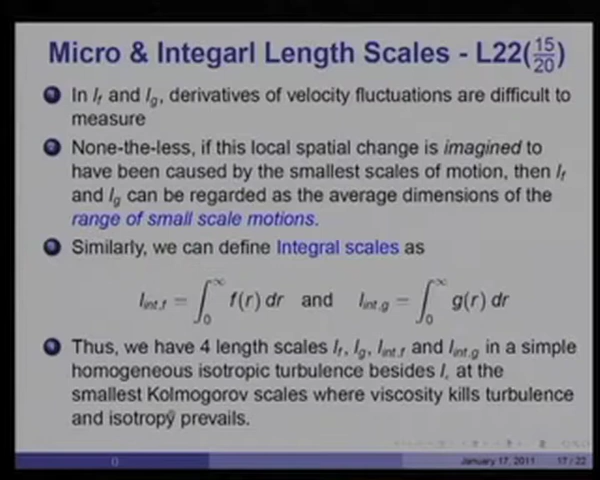 Micro & Integarl Length Scales - L22(15/20)
1 In l_f and l_g, derivatives of velocity fluctuations are difficult to
measure
2 None-the-less, if this local spatial change is imagined to
have been caused by the smallest scales of motion, then l_f
and l_g can be regarded as the average dimensions of the
range of small scale motions.
3 Similarly, we can define Integral scales as
l_int,f = ∫_0^∞ f(r) dr and l_int,g = ∫_0^∞ g(r) dr
4 Thus, we have 4 length scales l_f, l_g, l_int,f and l_int,g in a simple
homogeneous isotropic turbulence besides l_ε at the
smallest Kolmogorov scales where viscosity kills turbulence
and isotropy prevails.
() January 17, 2011 17 / 22